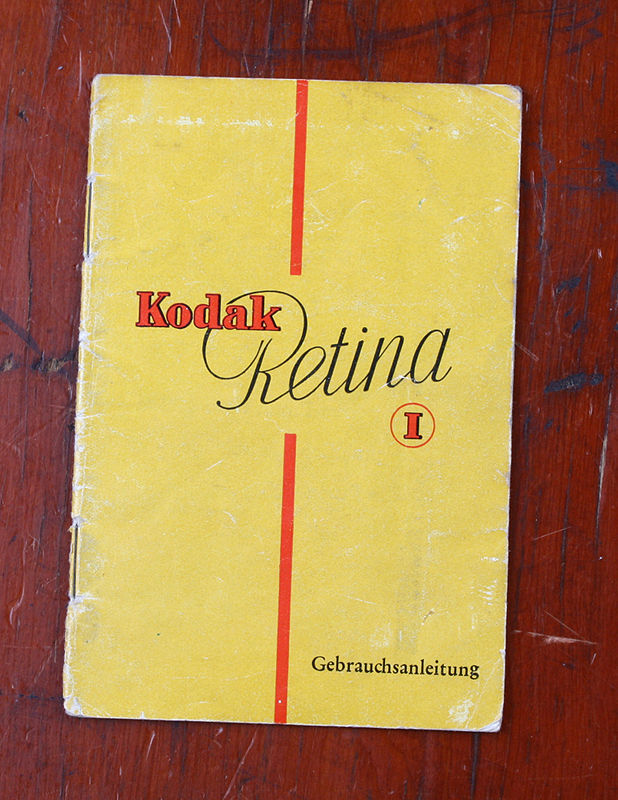 Kodak
Retina
I
Gebrauchsanleitung